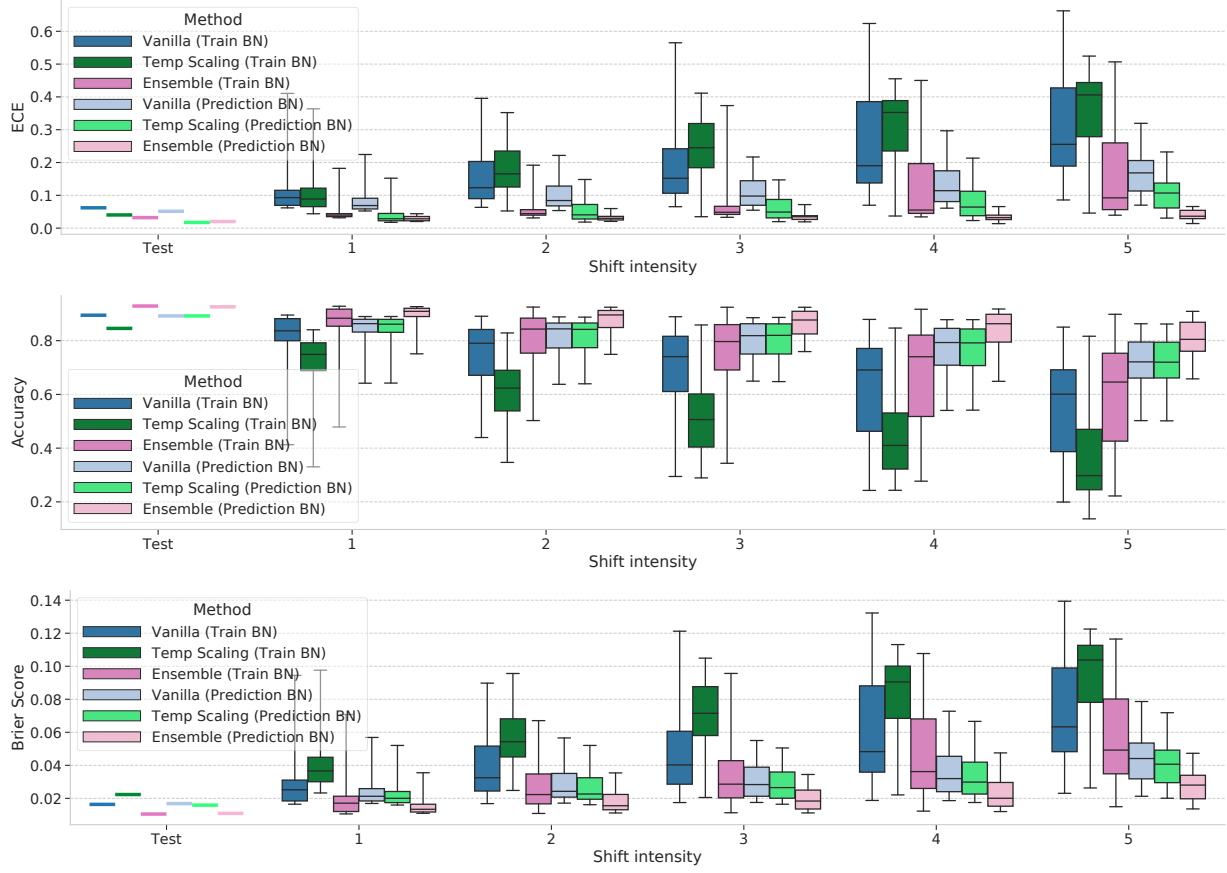 Method
Vanilla (Train BN)
Temp Scaling (Train BN)
Ensemble (Train BN)
Vanilla (Prediction BN)
Temp Scaling (Prediction BN)
Ensemble (Prediction BN)
ECE
0.6
0.5
0.4
0.3
0.2
0.1
0.0
Test 1 2 3 4 5
Shift intensity
Accuracy
0.8
0.6
0.4
0.2
Method
Vanilla (Train BN)
Temp Scaling (Train BN)
Ensemble (Train BN)
Vanilla (Prediction BN)
Temp Scaling (Prediction BN)
Ensemble (Prediction BN)
Test 1 2 3 4 5
Shift intensity
Brier Score
0.14
0.12
0.10
0.08
0.06
0.04
0.02
Method
Vanilla (Train BN)
Temp Scaling (Train BN)
Ensemble (Train BN)
Vanilla (Prediction BN)
Temp Scaling (Prediction BN)
Ensemble (Prediction BN)
Test 1 2 3 4 5
Shift intensity